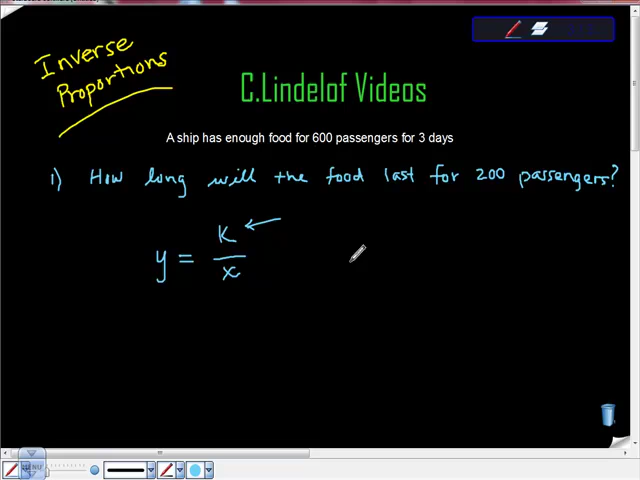 Inverse
Proportions
C.Lindelof Videos
A ship has enough food for 600 passengers for 3 days
1) How long will the food last for 200 passengers?
y = K/x
MENU